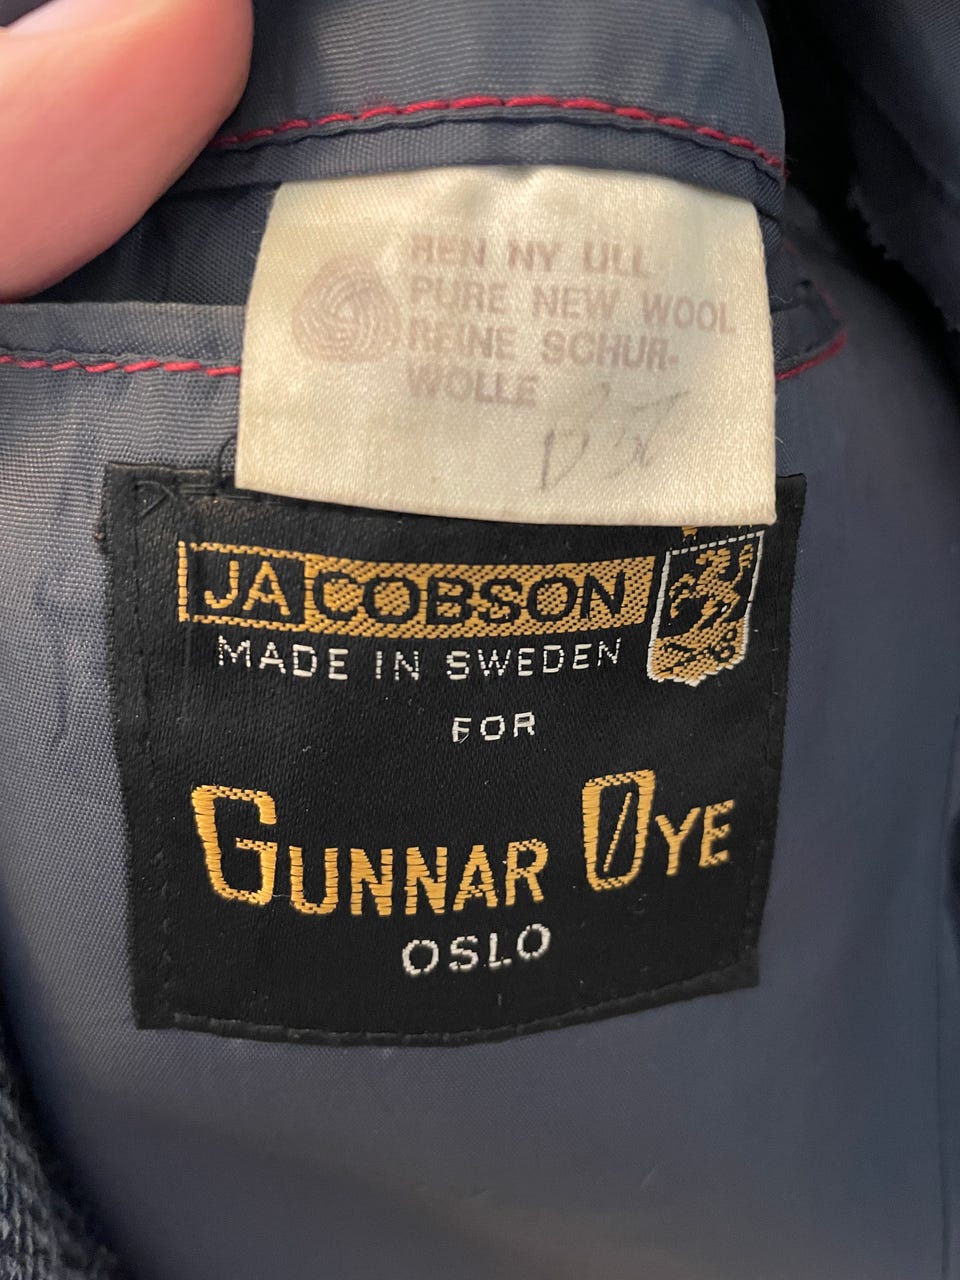 REN NY ULL
PURE NEW WOOL
REINE SCHUR-
WOLLE
JACOBSON
MADE IN SWEDEN
FOR
GUNNAR ØYE
OSLO